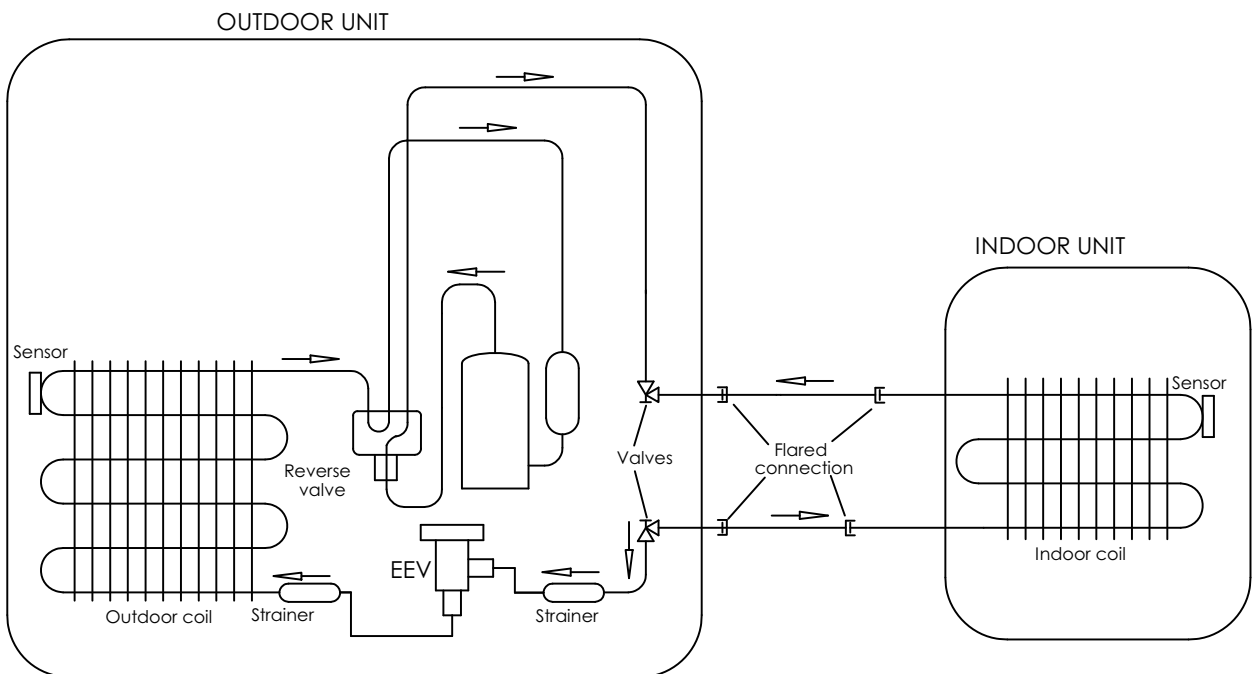 OUTDOOR UNIT
INDOOR UNIT
Sensor
Sensor
Reverse
valve
Valves
Flared
connection
EEV
Indoor coil
Outdoor coil
Strainer
Strainer